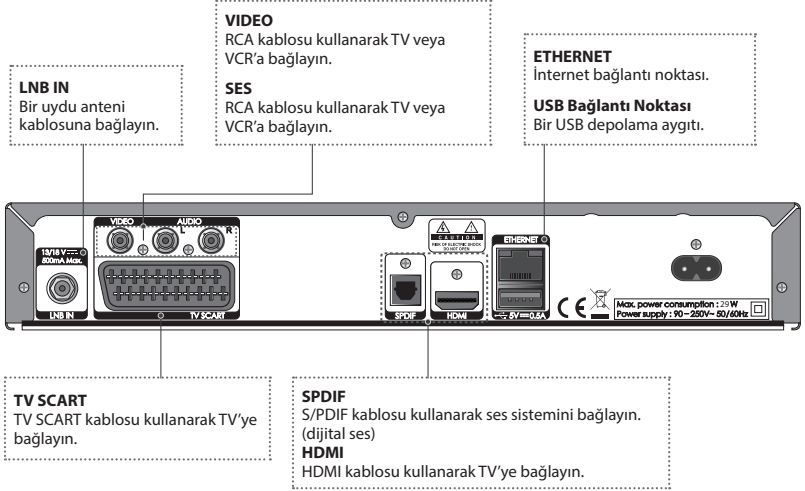 VIDEO
RCA kablosu kullanarak TV veya
VCR’a bağlayın.
SES
RCA kablosu kullanarak TV veya
VCR’a bağlayın.
ETHERNET
İnternet bağlantı noktası.
USB Bağlantı Noktası
Bir USB depolama aygıtı.
LNB IN
Bir uydu anteni
kablosuna bağlayın.
VIDEO
AUDIO
L
R
13/18 V
500mA Max.
LNB IN
TV SCART
CAUTION
RISK OF ELECTRIC SHOCK
DO NOT OPEN
SPDIF
HDMI
ETHERNET
5V 0.5A
CE
Max. power consumption : 29W
Power supply : 90~250V~ 50/60Hz
TV SCART
TV SCART kablosu kullanarak TV’ye
bağlayın.
SPDIF
S/PDIF kablosu kullanarak ses sistemini bağlayın.
(dijital ses)
HDMI
HDMI kablosu kullanarak TV’ye bağlayın.